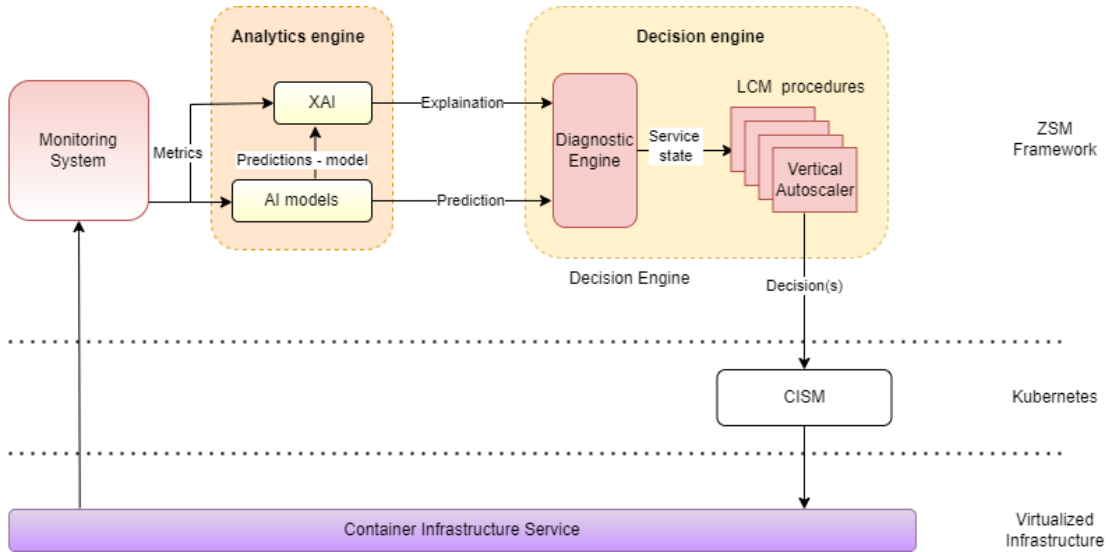 Analytics engine
Decision engine
Monitoring
System
XAI
Metrics
Predictions - model
AI models
Explaination
Prediction
Diagnostic
Engine
Service
state
LCM procedures
Vertical
Autoscaler
ZSM
Framework
Decision Engine
Decision(s)
CISM
Kubernetes
Container Infrastructure Service
Virtualized
Infrastructure